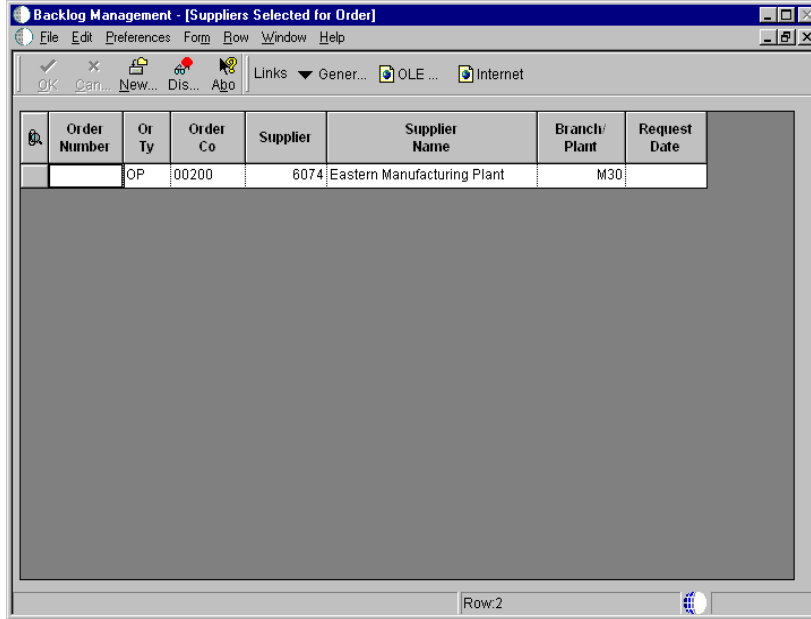 Backlog Management - [Suppliers Selected for Order]
File Edit Preferences Form Row Window Help
OK Can... New... Dis... Abo Links Gener... OLE ... Internet
Order Number Or Ty Order Co Supplier Supplier Name Branch/ Plant Request Date
OP 00200 6074 Eastern Manufacturing Plant M30
Row:2